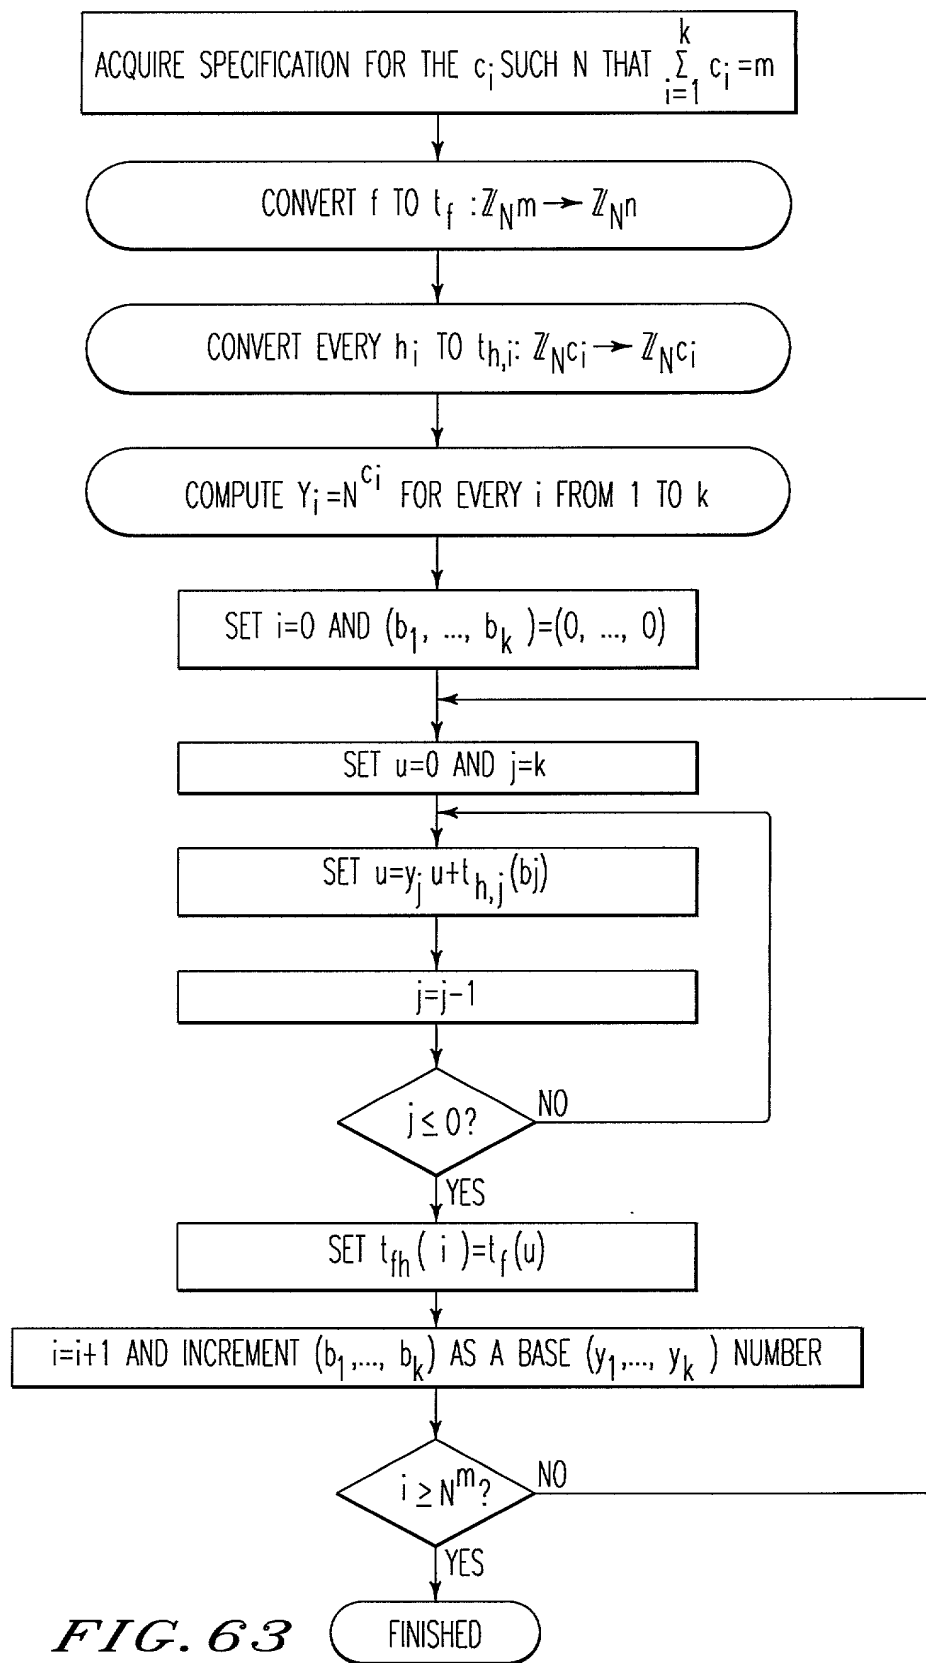 ACQUIRE SPECIFICATION FOR THE c_i SUCH N THAT \sum_{i=1}^{k} c_i = m
CONVERT f TO t_f : ℤ_N m → ℤ_N n
CONVERT EVERY h_i TO t_{h,i}: ℤ_N c_i → ℤ_N c_i
COMPUTE Y_i = N^{c_i} FOR EVERY i FROM 1 TO k
SET i=0 AND (b_1, ..., b_k)=(0, ..., 0)
SET u=0 AND j=k
SET u=y_j u+t_{h,j}(bj)
j=j-1
j ≤ 0?
NO
YES
SET t_{fh}( i )=t_f(u)
i=i+1 AND INCREMENT (b_1,..., b_k) AS A BASE (y_1,..., y_k) NUMBER
i ≥ N^m?
NO
YES
FINISHED
FIG. 63